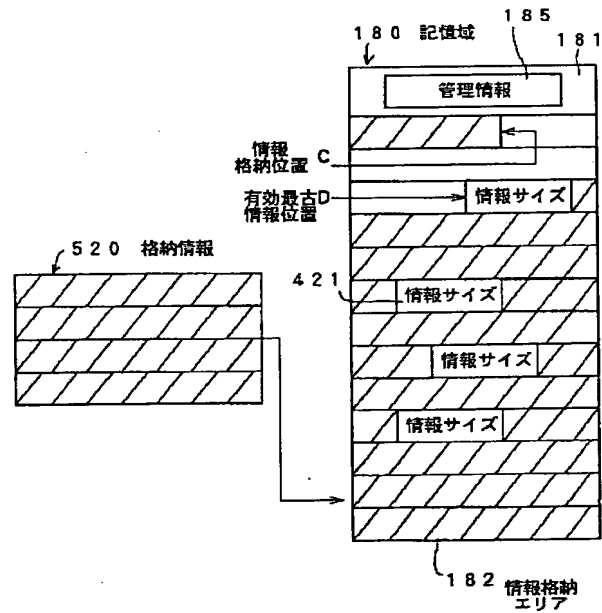 185
180 記憶域
181
管理情報
情報
格納位置 C
有効最古D
情報位置
情報サイズ
520 格納情報
421
情報サイズ
情報サイズ
情報サイズ
182 情報格納
エリア